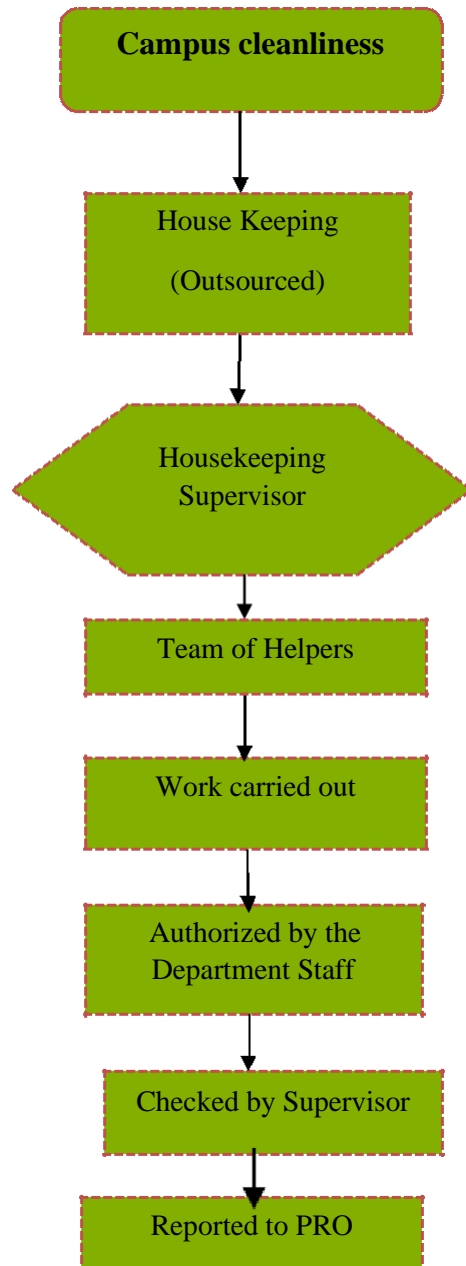 Campus cleanliness
House Keeping
(Outsourced)
Housekeeping
Supervisor
Team of Helpers
Work carried out
Authorized by the
Department Staff
Checked by Supervisor
Reported to PRO